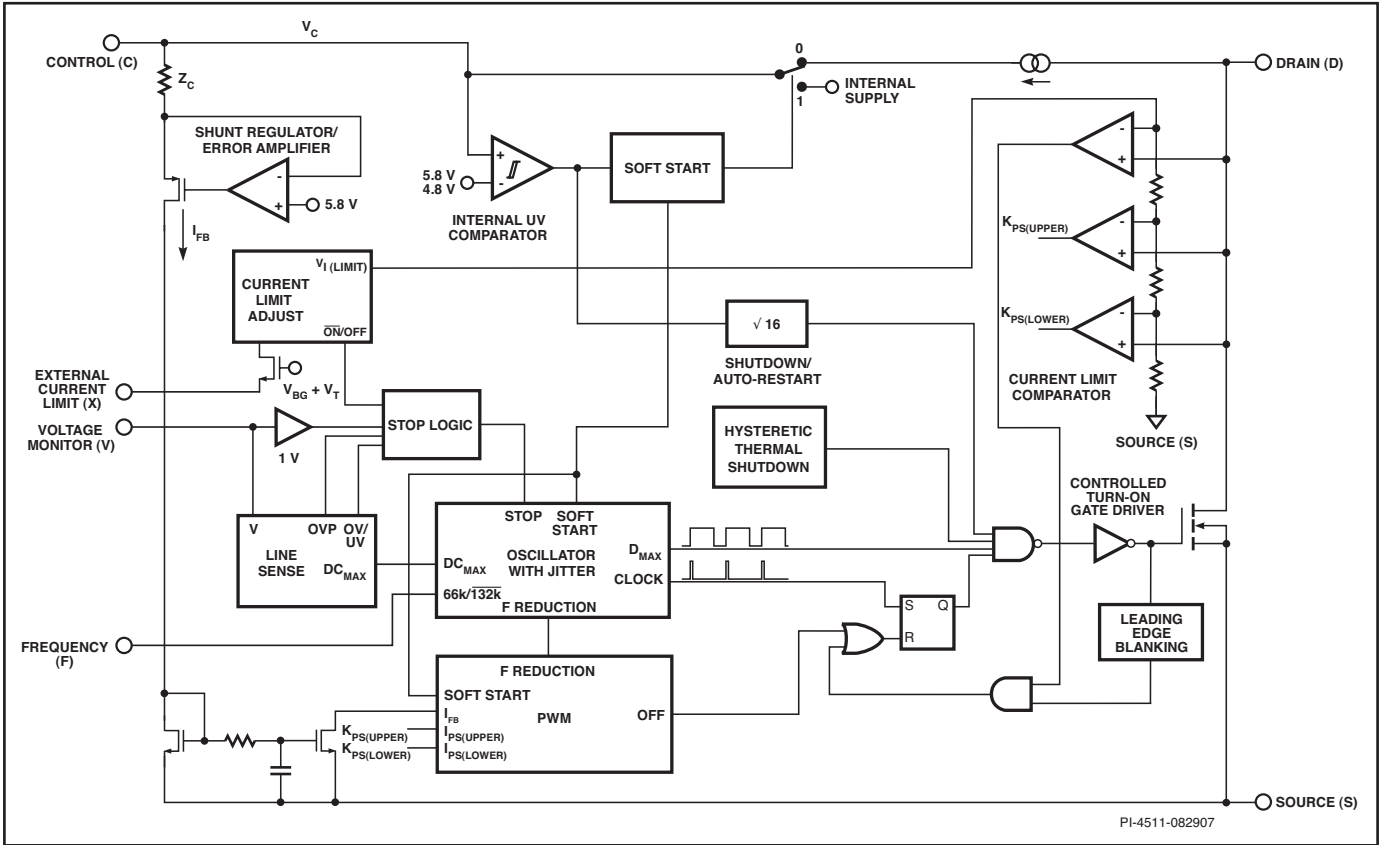 V_C
CONTROL (C)
Z_C
0
1
DRAIN (D)
INTERNAL
SUPPLY
SHUNT REGULATOR/
ERROR AMPLIFIER
-
+
5.8 V
I_FB
+
-
5.8 V
4.8 V
INTERNAL UV
COMPARATOR
SOFT START
-
+
K_PS(UPPER)
-
+
K_PS(LOWER)
-
+
CURRENT LIMIT
COMPARATOR
SOURCE (S)
V_I (LIMIT)
CURRENT
LIMIT
ADJUST
ON/OFF
V_BG + V_T
√ 16
SHUTDOWN/
AUTO-RESTART
EXTERNAL
CURRENT
LIMIT (X)
VOLTAGE
MONITOR (V)
1 V
STOP LOGIC
HYSTERETIC
THERMAL
SHUTDOWN
CONTROLLED
TURN-ON
GATE DRIVER
V OVP OV/
UV
LINE
SENSE
DC_MAX
STOP SOFT
START
OSCILLATOR
WITH JITTER
DC_MAX
66k/132k
D_MAX
CLOCK
F REDUCTION
S Q
R
LEADING
EDGE
BLANKING
FREQUENCY
(F)
F REDUCTION
SOFT START
PWM
OFF
I_FB
K_PS(UPPER)
I_PS(UPPER)
K_PS(LOWER)
I_PS(LOWER)
SOURCE (S)
PI-4511-082907